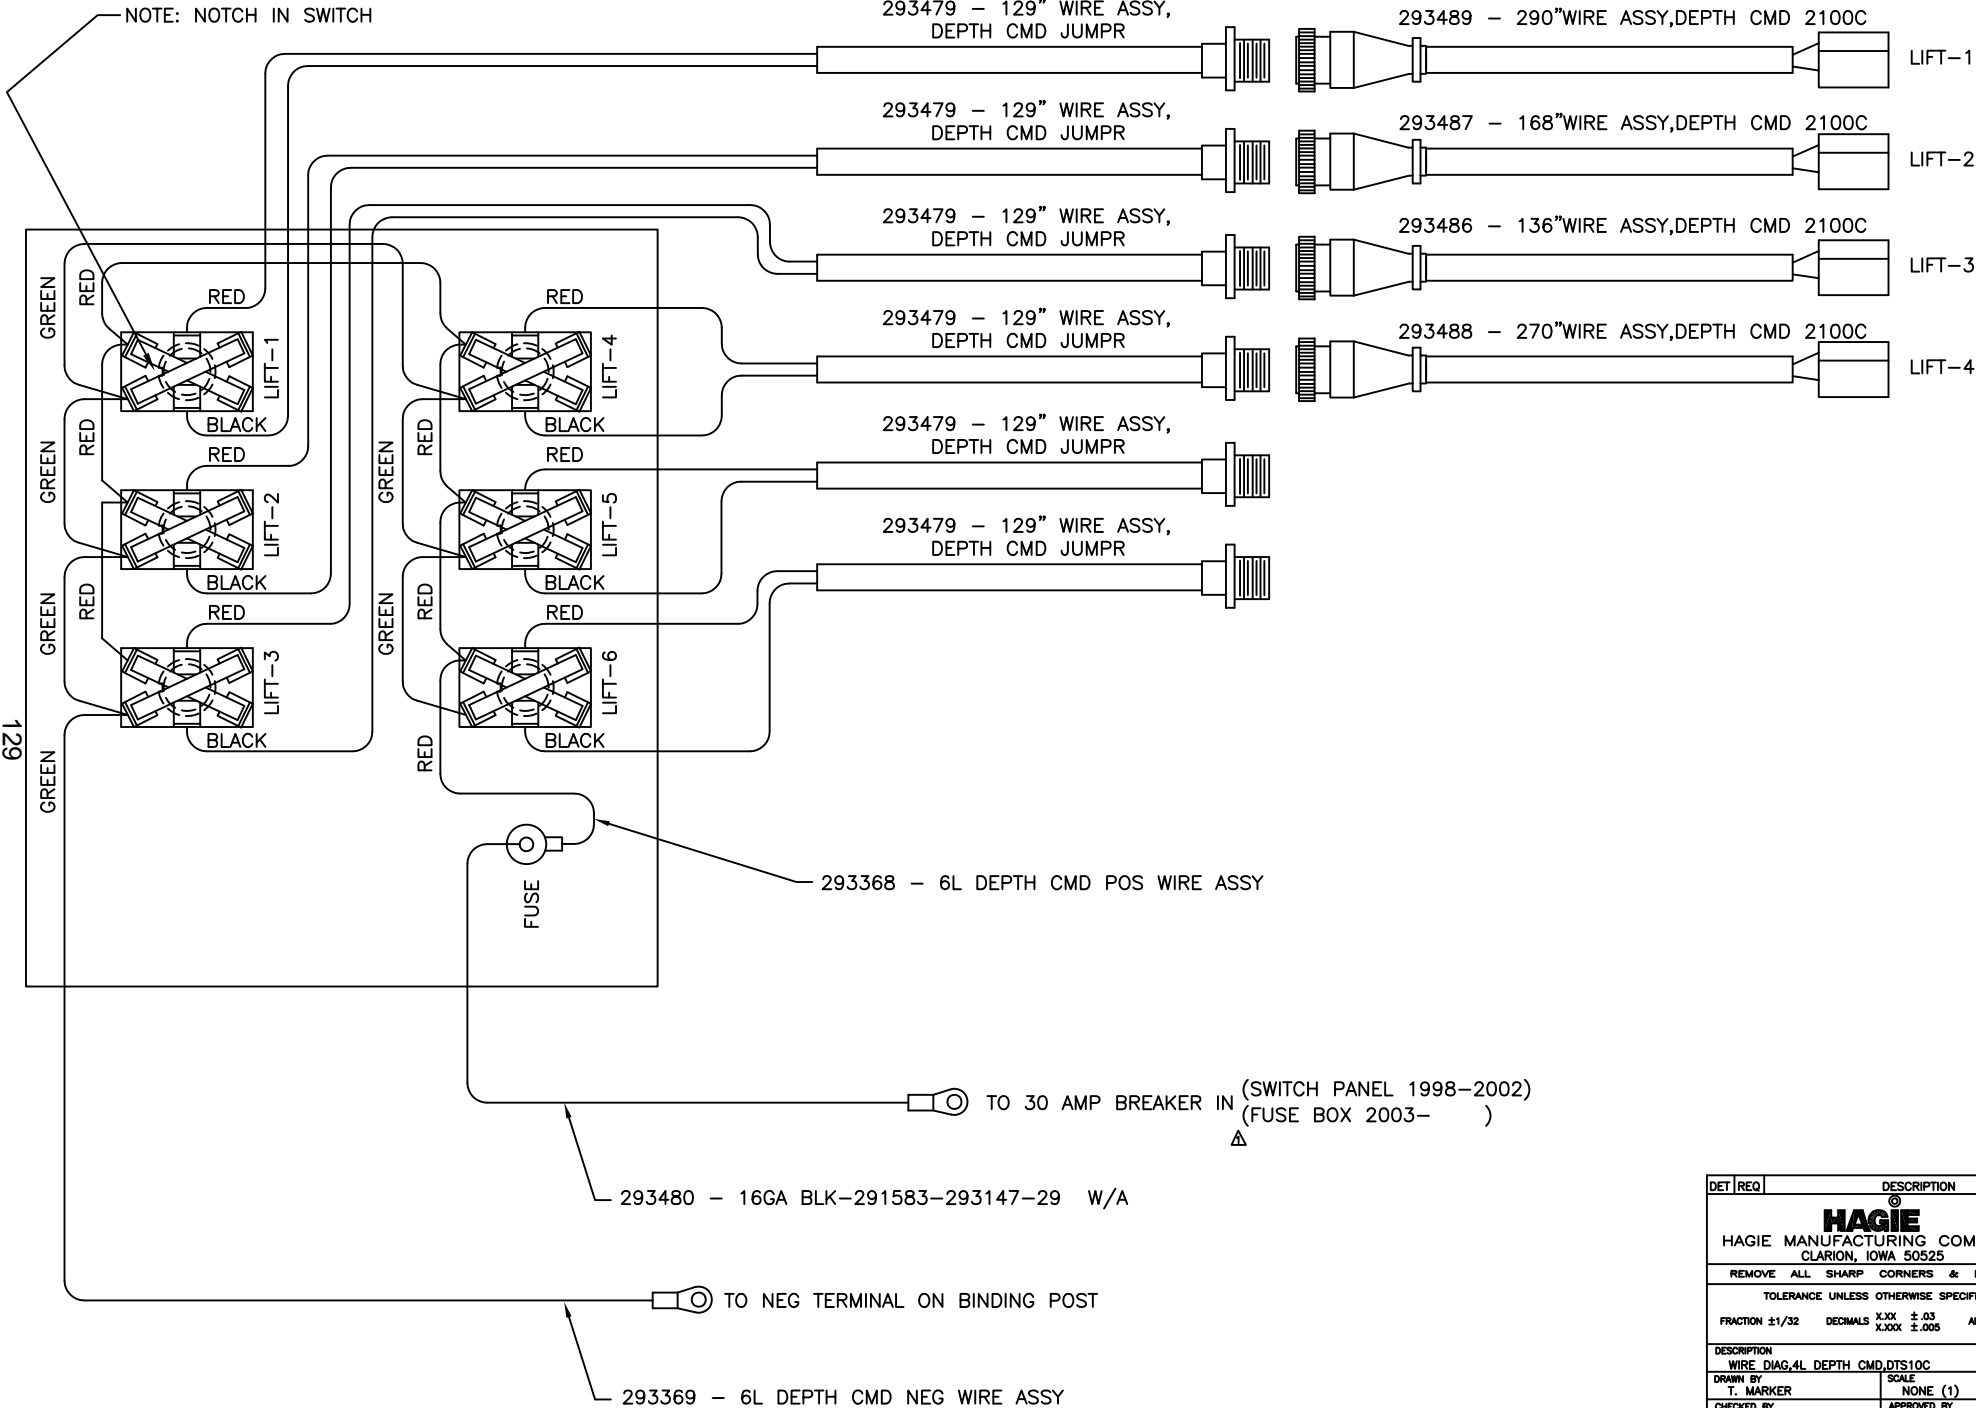 NOTE: NOTCH IN SWITCH
293479 - 129" WIRE ASSY,
DEPTH CMD JUMPR
293489 - 290"WIRE ASSY,DEPTH CMD 2100C
LIFT-1
293479 - 129" WIRE ASSY,
DEPTH CMD JUMPR
293487 - 168"WIRE ASSY,DEPTH CMD 2100C
LIFT-2
293479 - 129" WIRE ASSY,
DEPTH CMD JUMPR
293486 - 136"WIRE ASSY,DEPTH CMD 2100C
LIFT-3
293479 - 129" WIRE ASSY,
DEPTH CMD JUMPR
293488 - 270"WIRE ASSY,DEPTH CMD 2100C
LIFT-4
293479 - 129" WIRE ASSY,
DEPTH CMD JUMPR
293479 - 129" WIRE ASSY,
DEPTH CMD JUMPR
GREEN
RED
RED
LIFT-1
BLACK
GREEN
RED
RED
LIFT-2
BLACK
GREEN
RED
RED
LIFT-3
BLACK
GREEN
RED
LIFT-4
BLACK
GREEN
RED
RED
LIFT-5
BLACK
GREEN
RED
RED
LIFT-6
BLACK
RED
129
FUSE
293368 - 6L DEPTH CMD POS WIRE ASSY
TO 30 AMP BREAKER IN
(SWITCH PANEL 1998-2002)
(FUSE BOX 2003- )
1
293480 - 16GA BLK-291583-293147-29 W/A
TO NEG TERMINAL ON BINDING POST
293369 - 6L DEPTH CMD NEG WIRE ASSY
DET REQ DESCRIPTION
HAGIE
HAGIE MANUFACTURING COM
CLARION, IOWA 50525
REMOVE ALL SHARP CORNERS &
TOLERANCE UNLESS OTHERWISE SPECIF
FRACTION ±1/32 DECIMALS X.XX ±.03
X.XXX ±.005
DESCRIPTION
WIRE DIAG,4L DEPTH CMD,DTS10C
DRAWN BY SCALE
T. MARKER NONE (1)
CHECKED BY APPROVED BY